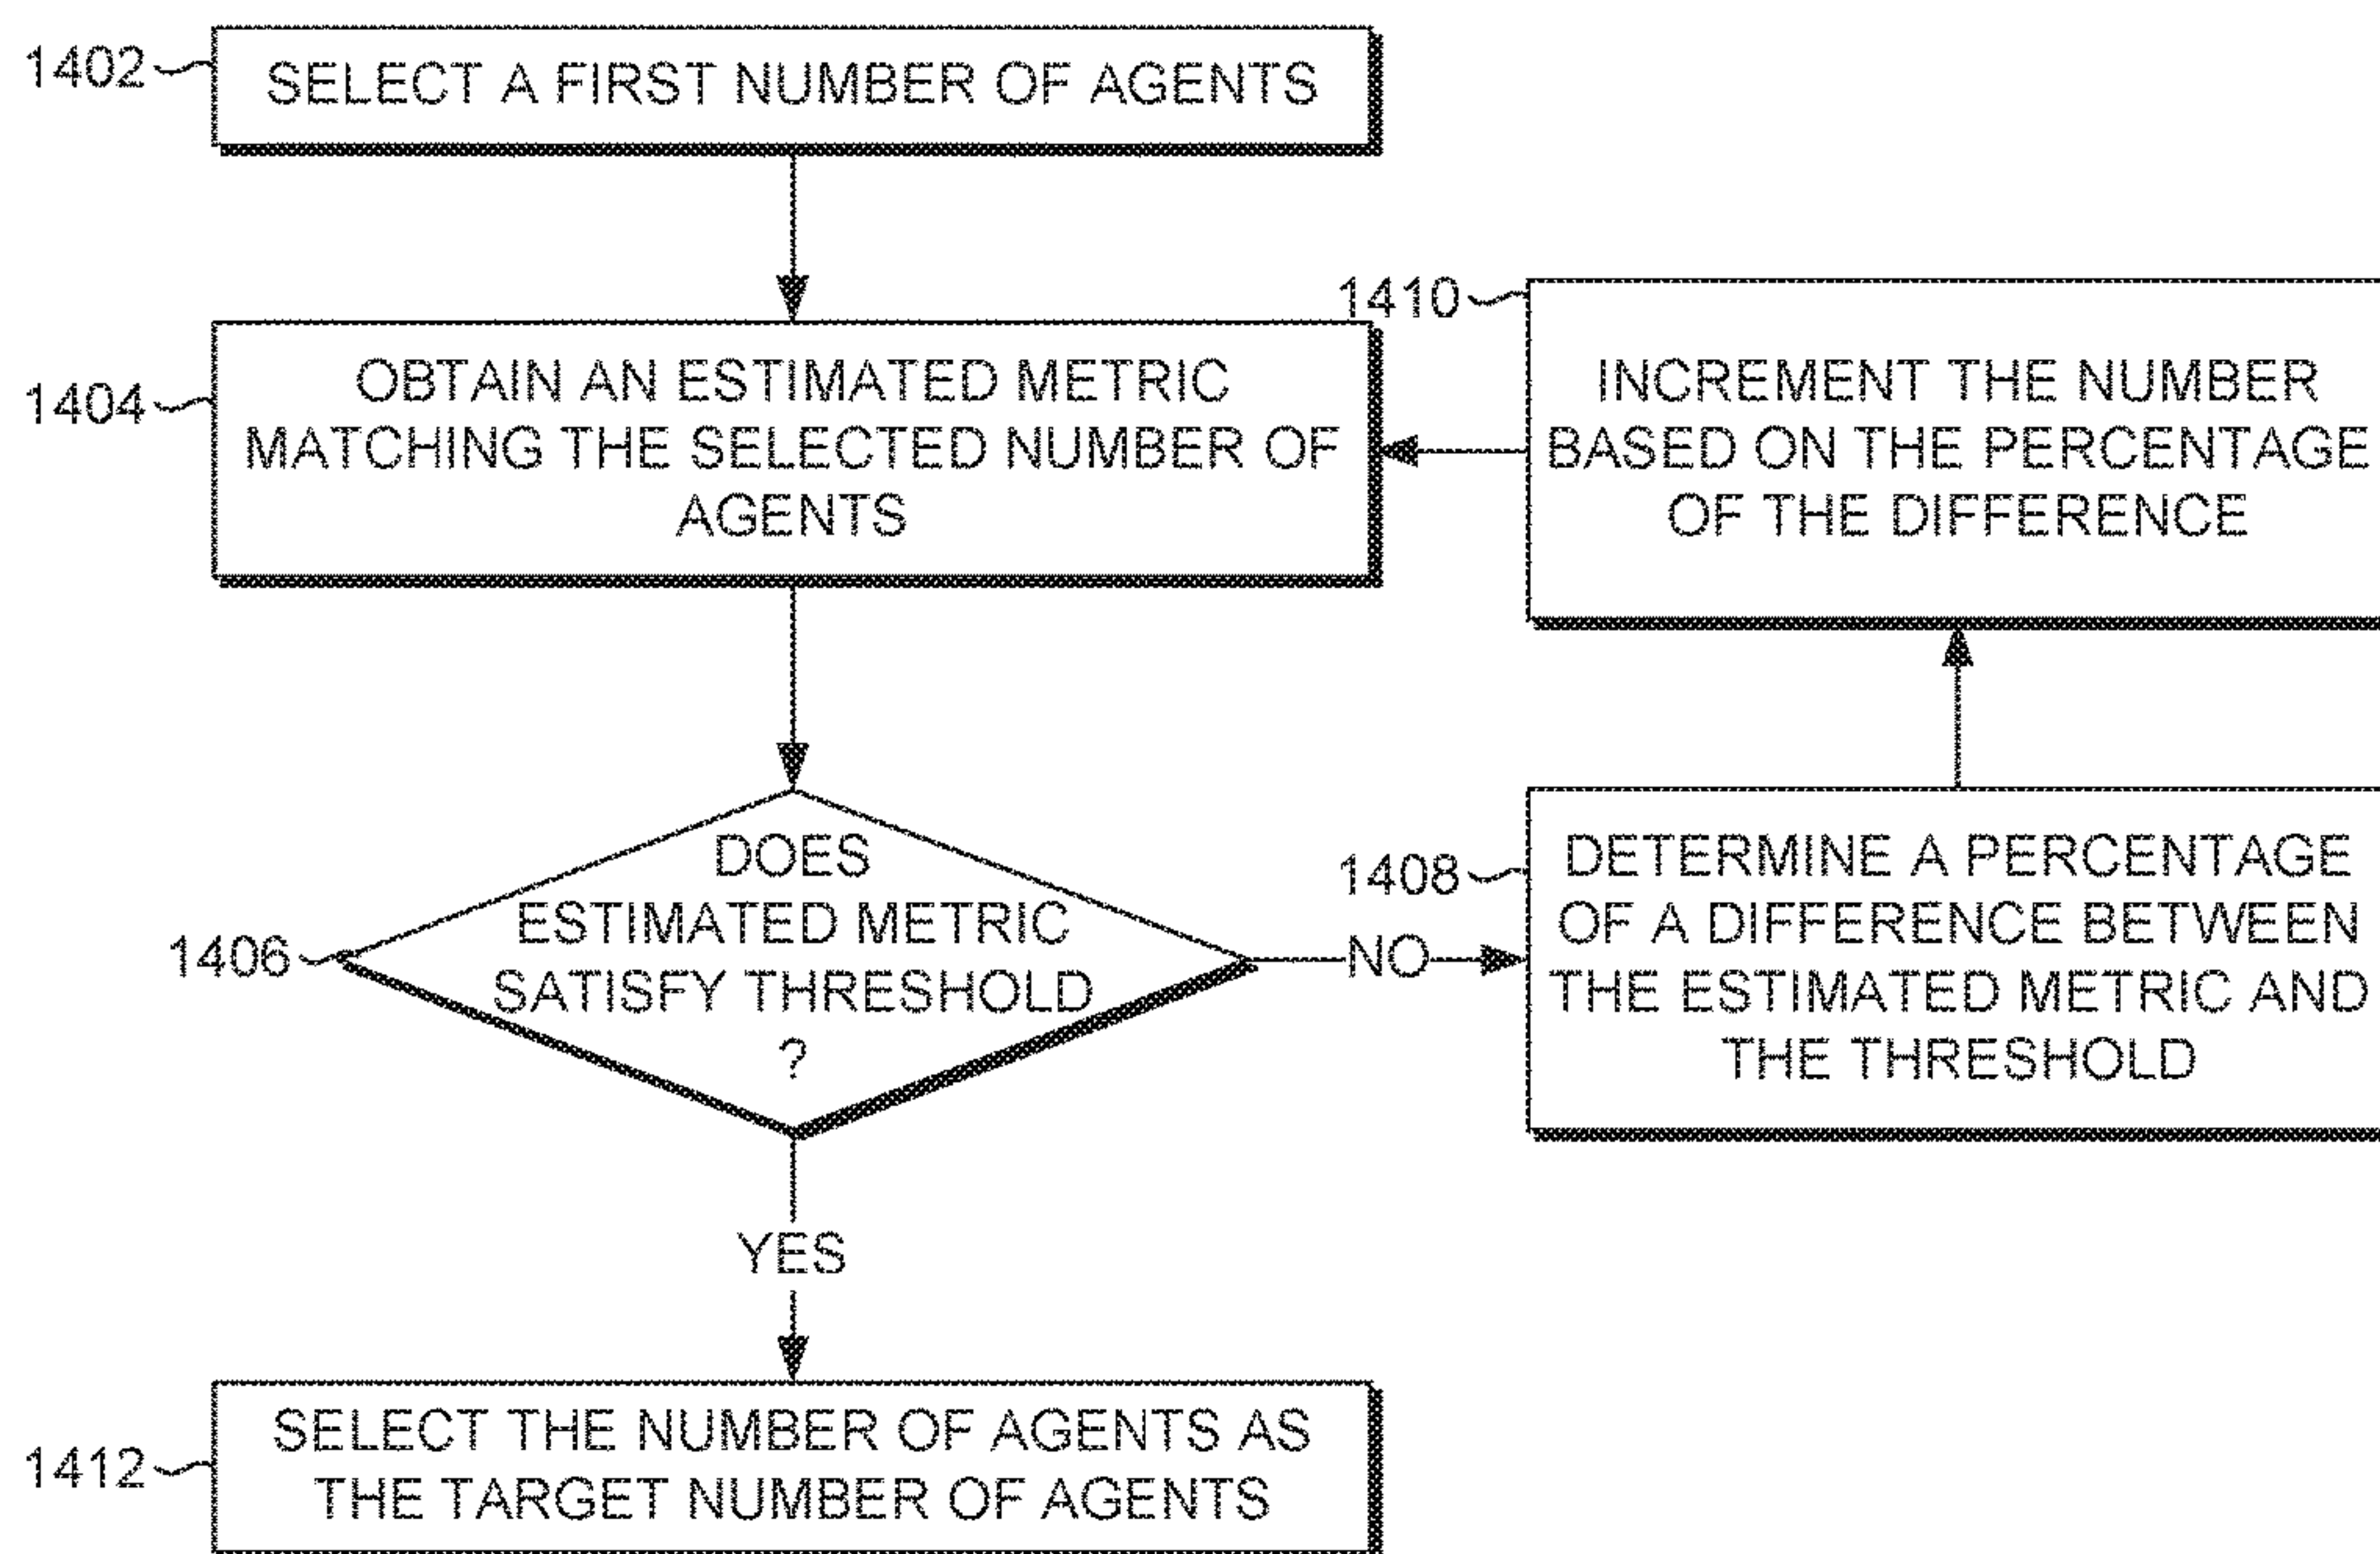 1402
SELECT A FIRST NUMBER OF AGENTS
1404
OBTAIN AN ESTIMATED METRIC
MATCHING THE SELECTED NUMBER OF
AGENTS
1410
INCREMENT THE NUMBER
BASED ON THE PERCENTAGE
OF THE DIFFERENCE
1406
DOES
ESTIMATED METRIC
SATISFY THRESHOLD
?
NO
1408
DETERMINE A PERCENTAGE
OF A DIFFERENCE BETWEEN
THE ESTIMATED METRIC AND
THE THRESHOLD
YES
1412
SELECT THE NUMBER OF AGENTS AS
THE TARGET NUMBER OF AGENTS